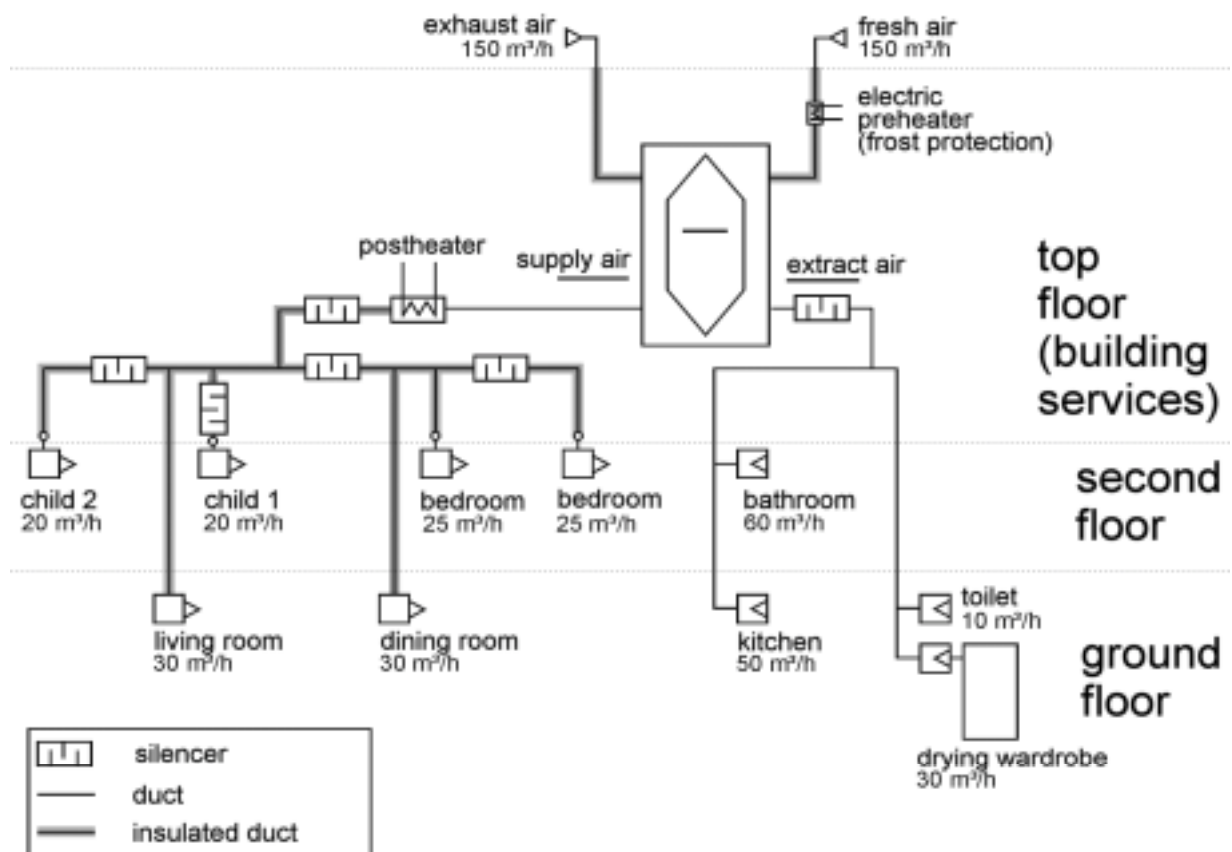 exhaust air
150 m³/h
fresh air
150 m³/h
electric
preheater
(frost protection)
postheater
supply air
extract air
top
floor
(building
services)
child 2
20 m³/h
child 1
20 m³/h
bedroom
25 m³/h
bedroom
25 m³/h
bathroom
60 m³/h
second
floor
living room
30 m³/h
dining room
30 m³/h
kitchen
50 m³/h
toilet
10 m³/h
ground
floor
drying wardrobe
30 m³/h
silencer
duct
insulated duct